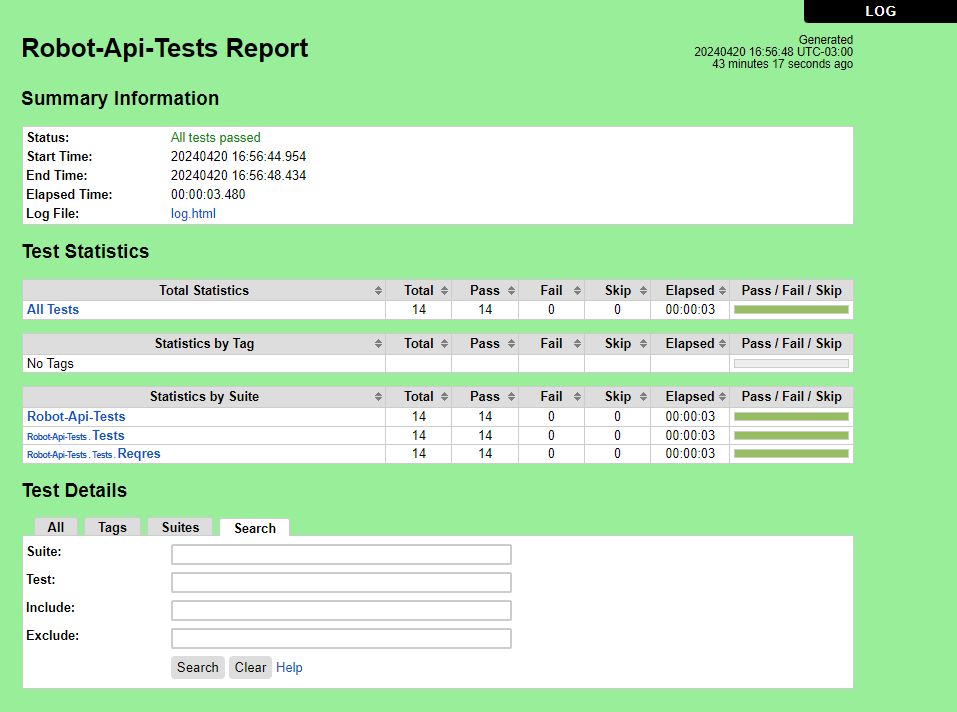 LOG
Robot-Api-Tests Report
Generated
20240420 16:56:48 UTC-03:00
43 minutes 17 seconds ago
Summary Information
Status: All tests passed
Start Time: 20240420 16:56:44.954
End Time: 20240420 16:56:48.434
Elapsed Time: 00:00:03.480
Log File: log.html
Test Statistics
Total Statistics Total Pass Fail Skip Elapsed Pass / Fail / Skip
All Tests 14 14 0 0 00:00:03
Statistics by Tag Total Pass Fail Skip Elapsed Pass / Fail / Skip
No Tags
Statistics by Suite Total Pass Fail Skip Elapsed Pass / Fail / Skip
Robot-Api-Tests 14 14 0 0 00:00:03
Robot-Api-Tests . Tests 14 14 0 0 00:00:03
Robot-Api-Tests . Tests . Reqres 14 14 0 0 00:00:03
Test Details
All Tags Suites Search
Suite:
Test:
Include:
Exclude:
Search Clear Help